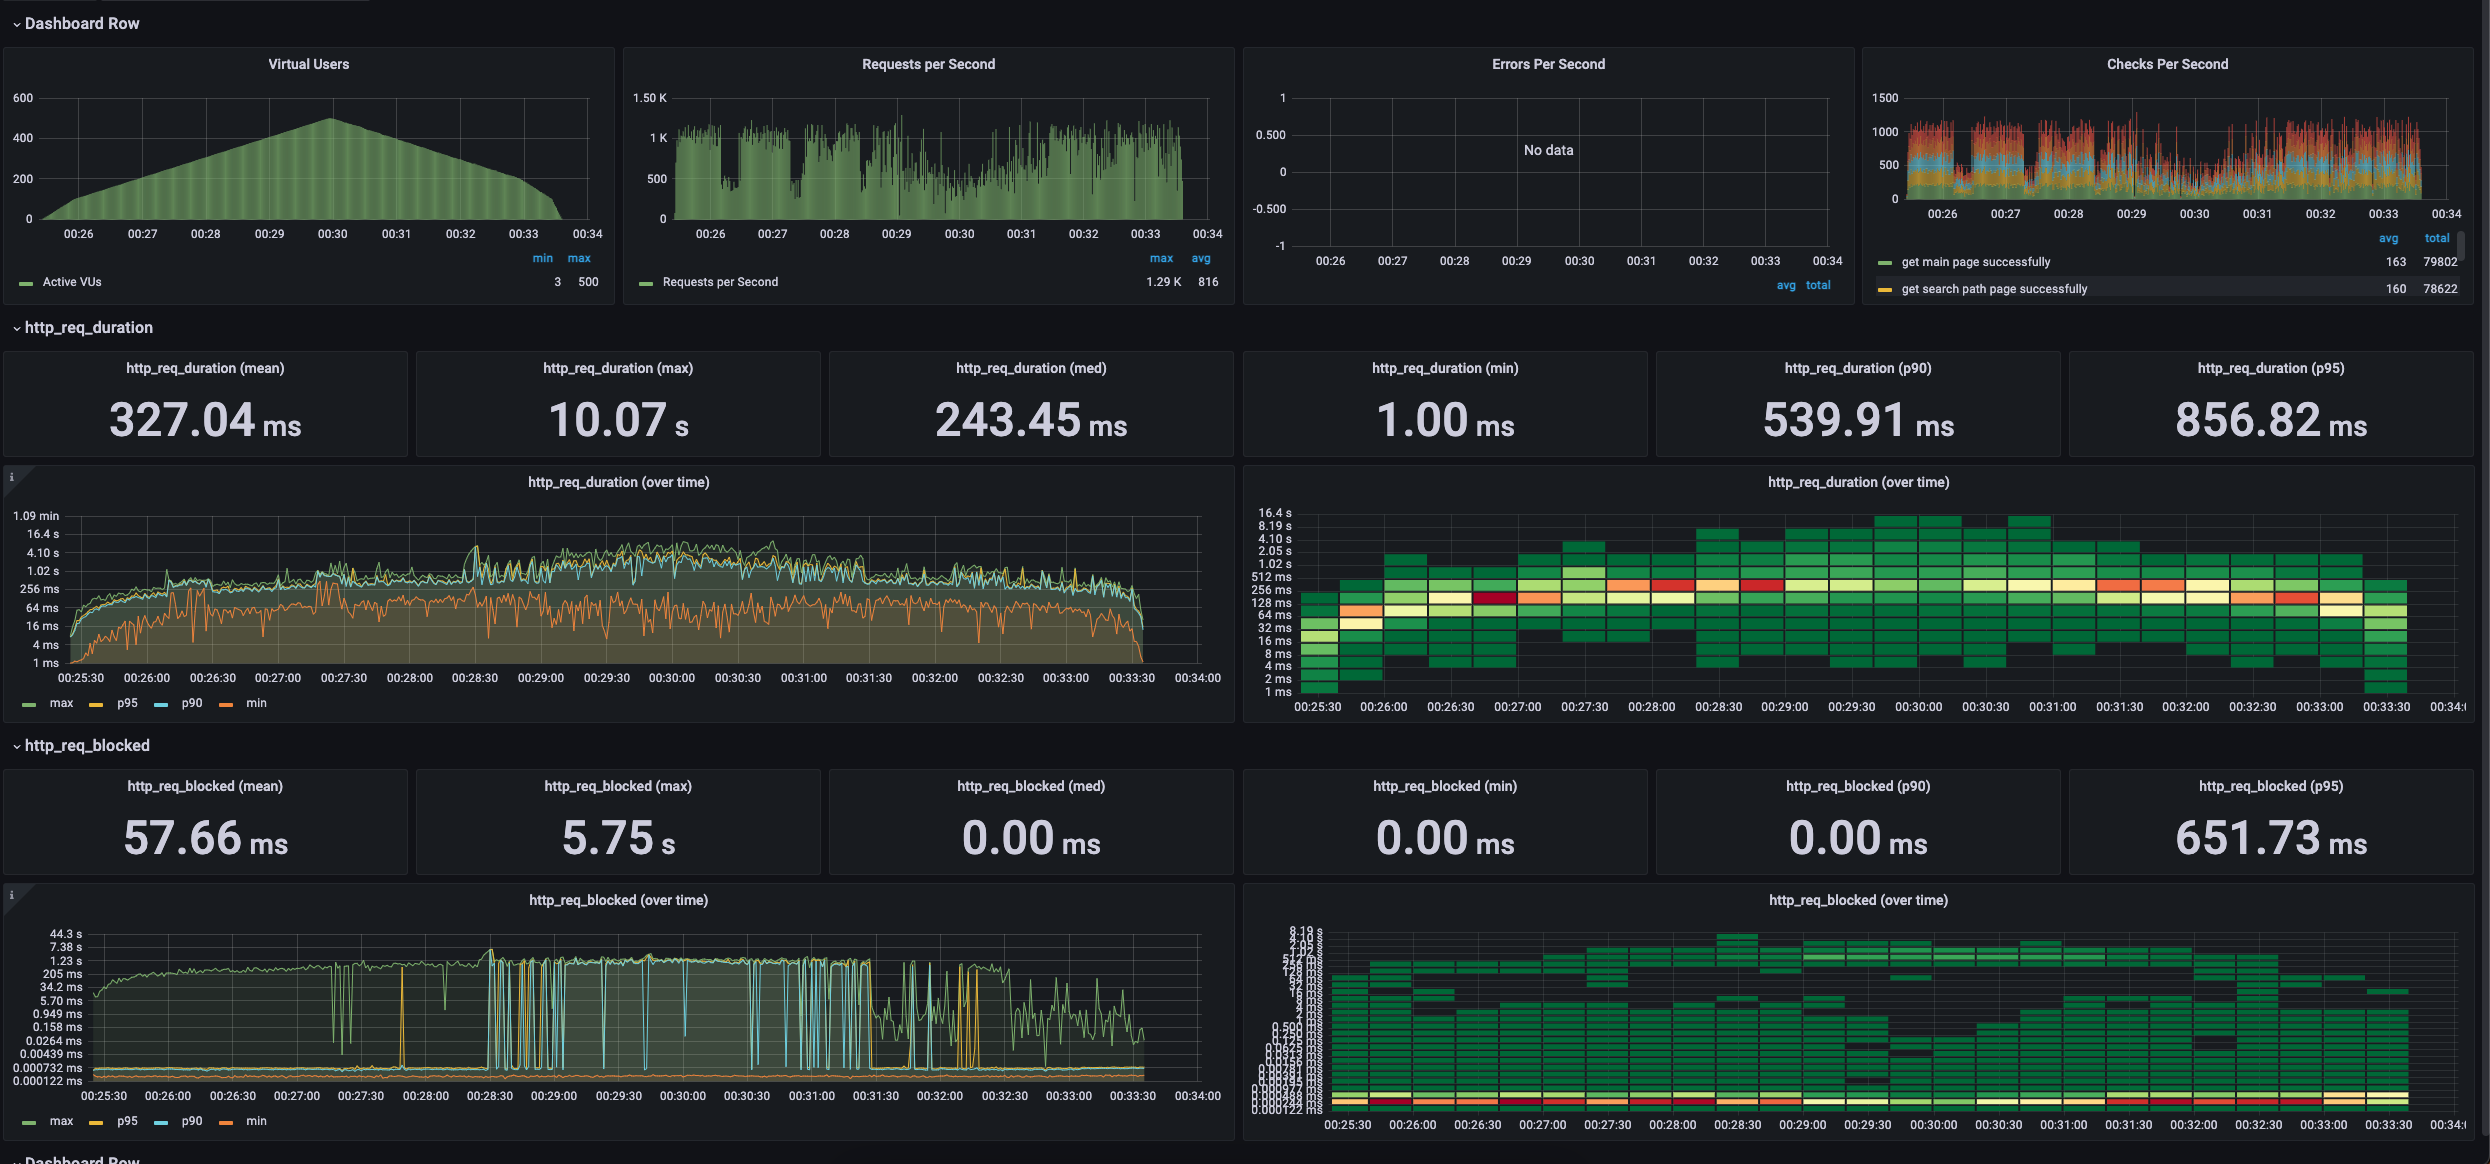 Dashboard Row
Virtual Users
600
400
200
0
00:26 00:27 00:28 00:29 00:30 00:31 00:32 00:33 00:34
min max
Active VUs 3 500
Requests per Second
1.50 K
1 K
500
0
00:26 00:27 00:28 00:29 00:30 00:31 00:32 00:33 00:34
max avg
Requests per Second 1.29 K 816
Errors Per Second
1
0.500
0
-0.500
-1
No data
00:26 00:27 00:28 00:29 00:30 00:31 00:32 00:33 00:34
avg total
Checks Per Second
1500
1000
500
0
00:26 00:27 00:28 00:29 00:30 00:31 00:32 00:33 00:34
avg total
get main page successfully 163 79802
get search path page successfully 160 78622
http_req_duration
http_req_duration (mean)
327.04 ms
http_req_duration (max)
10.07 s
http_req_duration (med)
243.45 ms
http_req_duration (min)
1.00 ms
http_req_duration (p90)
539.91 ms
http_req_duration (p95)
856.82 ms
http_req_duration (over time)
1.09 min
16.4 s
4.10 s
1.02 s
256 ms
64 ms
16 ms
4 ms
1 ms
00:25:30 00:26:00 00:26:30 00:27:00 00:27:30 00:28:00 00:28:30 00:29:00 00:29:30 00:30:00 00:30:30 00:31:00 00:31:30 00:32:00 00:32:30 00:33:00 00:33:30 00:34:00
max p95 p90 min
http_req_duration (over time)
16.4 s
8.19 s
4.10 s
2.05 s
1.02 s
512 ms
256 ms
128 ms
64 ms
32 ms
16 ms
8 ms
4 ms
2 ms
1 ms
00:25:30 00:26:00 00:26:30 00:27:00 00:27:30 00:28:00 00:28:30 00:29:00 00:29:30 00:30:00 00:30:30 00:31:00 00:31:30 00:32:00 00:32:30 00:33:00 00:33:30 00:34:
http_req_blocked
http_req_blocked (mean)
57.66 ms
http_req_blocked (max)
5.75 s
http_req_blocked (med)
0.00 ms
http_req_blocked (min)
0.00 ms
http_req_blocked (p90)
0.00 ms
http_req_blocked (p95)
651.73 ms
http_req_blocked (over time)
44.3 s
7.38 s
1.23 s
205 ms
34.2 ms
5.70 ms
0.949 ms
0.158 ms
0.0264 ms
0.00439 ms
0.000732 ms
0.000122 ms
00:25:30 00:26:00 00:26:30 00:27:00 00:27:30 00:28:00 00:28:30 00:29:00 00:29:30 00:30:00 00:30:30 00:31:00 00:31:30 00:32:00 00:32:30 00:33:00 00:33:30 00:34:00
max p95 p90 min
http_req_blocked (over time)
8.19 s
4.10 s
2.05 s
0.500 ms
0.250 ms
0.125 ms
0.000244 ms
0.000122 ms
00:25:30 00:26:00 00:26:30 00:27:00 00:27:30 00:28:00 00:28:30 00:29:00 00:29:30 00:30:00 00:30:30 00:31:00 00:31:30 00:32:00 00:32:30 00:33:00 00:33:30 00:34:
Dashboard Row